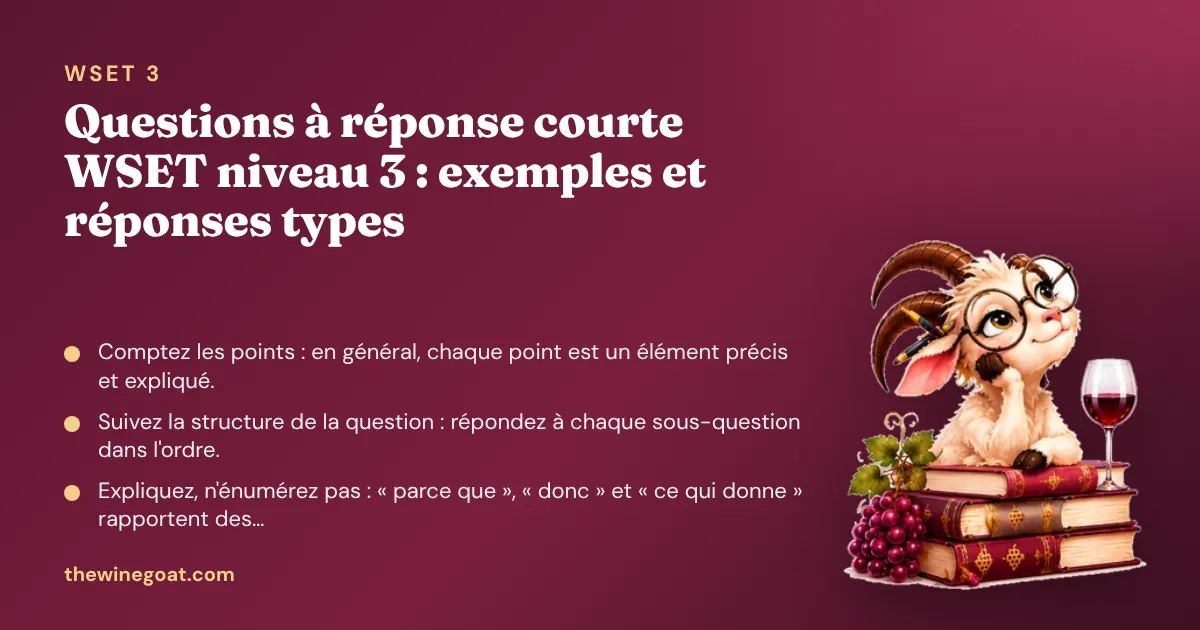 WSET 3
Questions à réponse courte
WSET niveau 3 : exemples et
réponses types
Comptez les points : en général, chaque point est un élément précis
et expliqué.
Suivez la structure de la question : répondez à chaque sous-question
dans l'ordre.
Expliquez, n'énumérez pas : « parce que », « donc » et « ce qui donne »
rapportent des…
thewinegoat.com